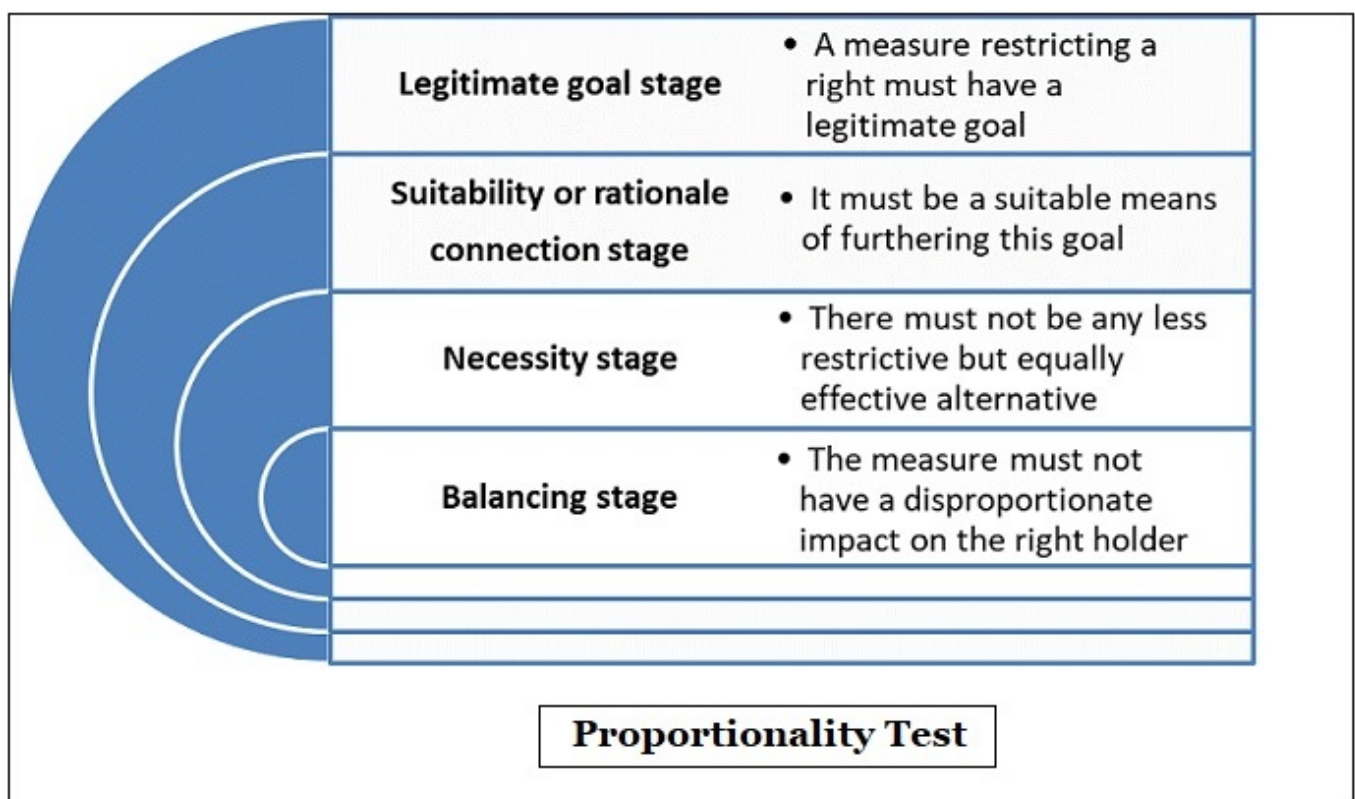 Legitimate goal stage
• A measure restricting a
right must have a
legitimate goal
Suitability or rationale
connection stage
• It must be a suitable means
of furthering this goal
Necessity stage
• There must not be any less
restrictive but equally
effective alternative
Balancing stage
• The measure must not
have a disproportionate
impact on the right holder
Proportionality Test